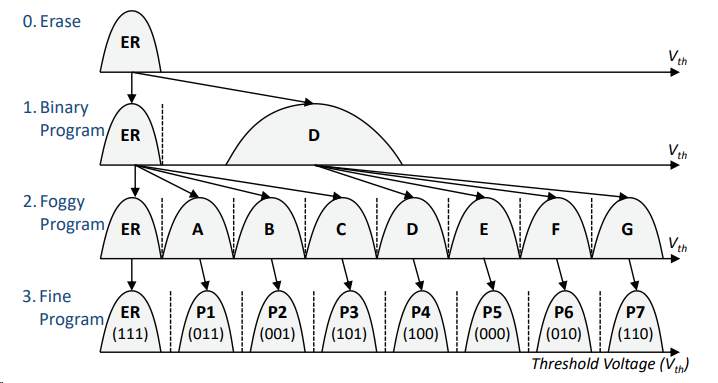 0. Erase
ER
Vth
1. Binary
Program
ER
D
Vth
2. Foggy
Program
ER A B C D E F G
Vth
3. Fine
Program
ER P1 P2 P3 P4 P5 P6 P7
(111) (011) (001) (101) (100) (000) (010) (110)
Threshold Voltage (Vth)